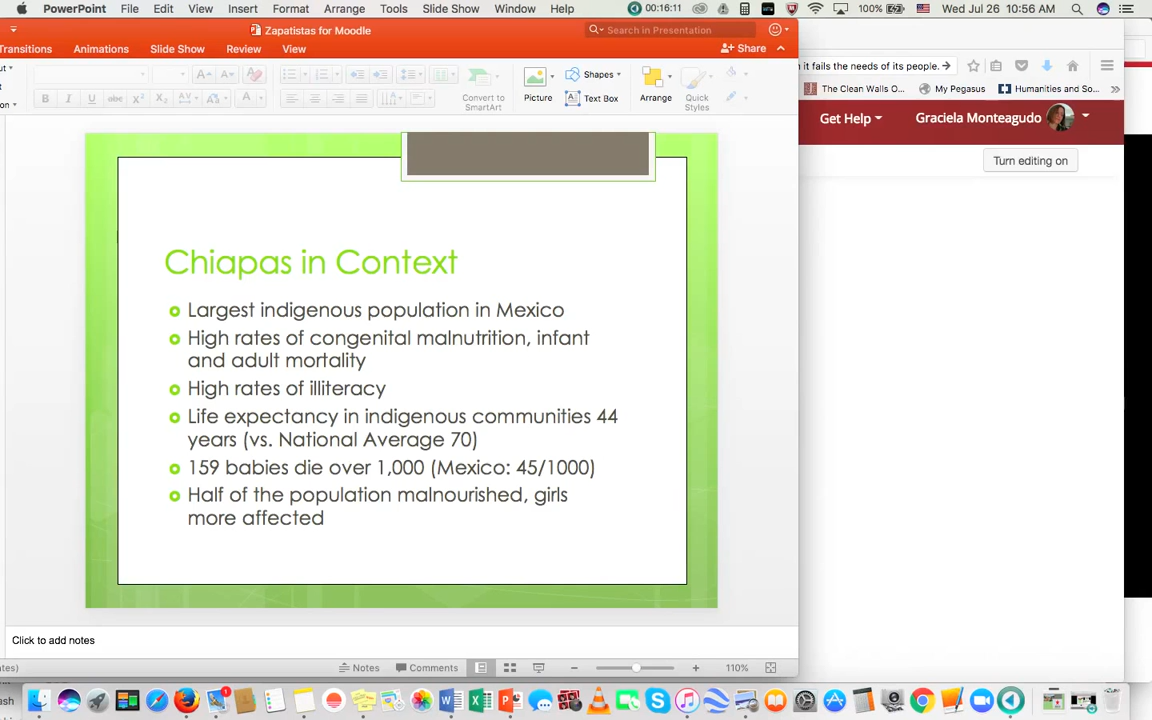 PowerPoint File Edit View Insert Format Arrange Tools Slide Show Window Help 00:16:11 100% Wed Jul 26 10:56 AM
Zapatistas for Moodle Search in Presentation
Transitions Animations Slide Show Review View Share
n it fails the needs of its people.
The Clean Walls O... My Pegasus Humanities and So...
Convert to
SmartArt
Picture
Shapes
Text Box
Arrange
Quick
Styles
B I U abc X² X₂ AV A
Get Help Graciela Monteagudo
Turn editing on
Chiapas in Context
Largest indigenous population in Mexico
High rates of congenital malnutrition, infant
and adult mortality
High rates of illiteracy
Life expectancy in indigenous communities 44
years (vs. National Average 70)
159 babies die over 1,000 (Mexico: 45/1000)
Half of the population malnourished, girls
more affected
Click to add notes
Notes Comments 110%